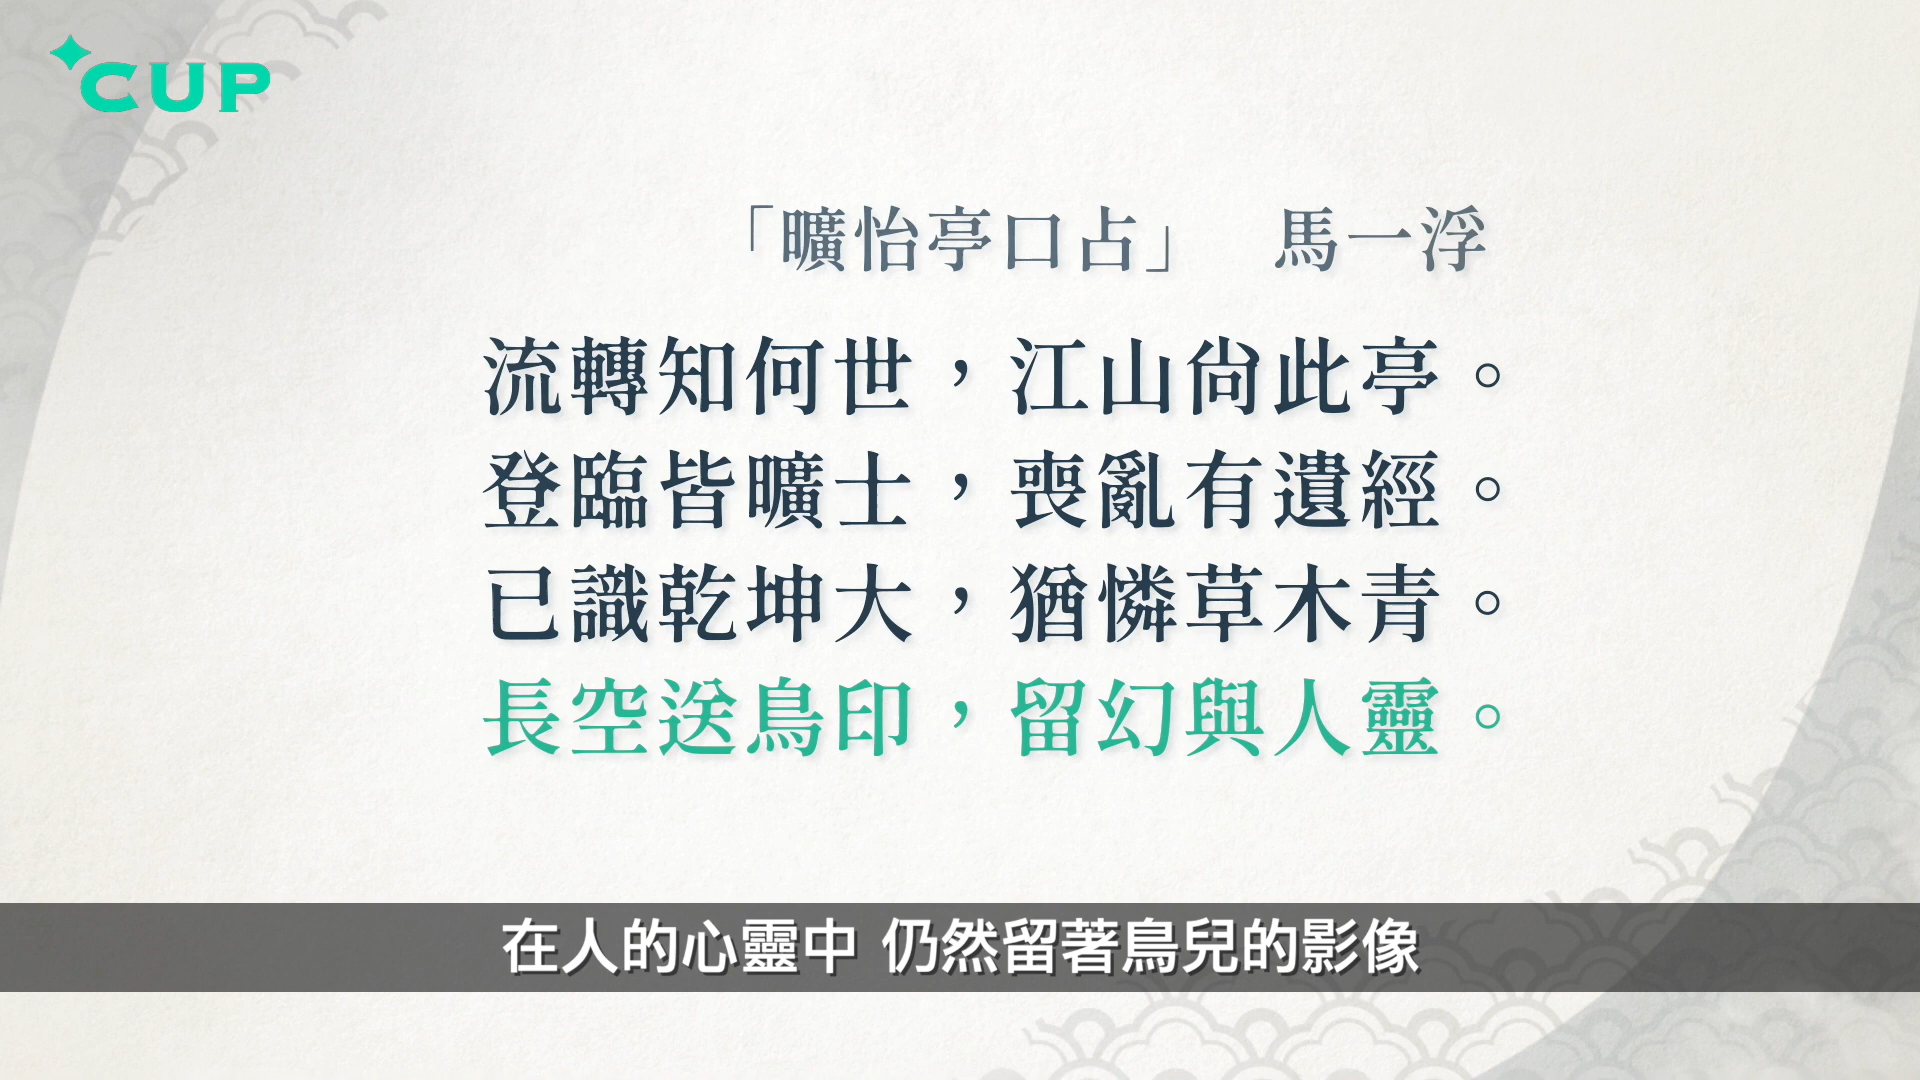 CUP
「曠怡亭口占」 馬一浮
流轉知何世，江山尙此亭。
登臨皆曠士，喪亂有遺經。
已識乾坤大，猶憐草木青。
長空送鳥印，留幻與人靈。
在人的心靈中 仍然留著鳥兒的影像